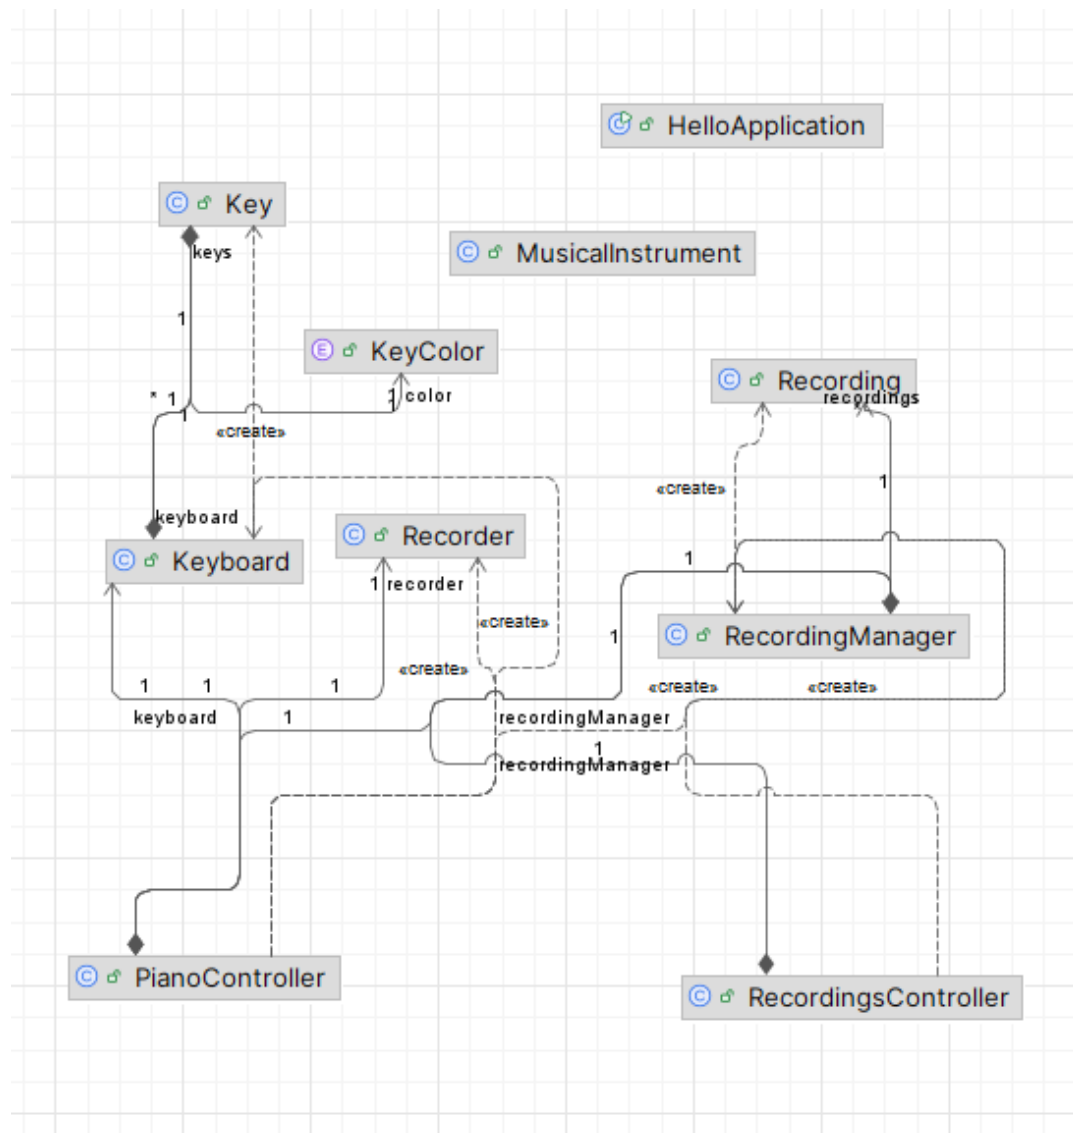 HelloApplication
Key
keys
MusicalInstrument
1
KeyColor
Recording
* 1
1
1 color
recordings
«create»
«create»
1
keyboard
Recorder
Keyboard
1
1 recorder
«create»
RecordingManager
1
«create»
1
1
1
«create»
«create»
keyboard
1
recordingManager
1
recordingManager
PianoController
RecordingsController